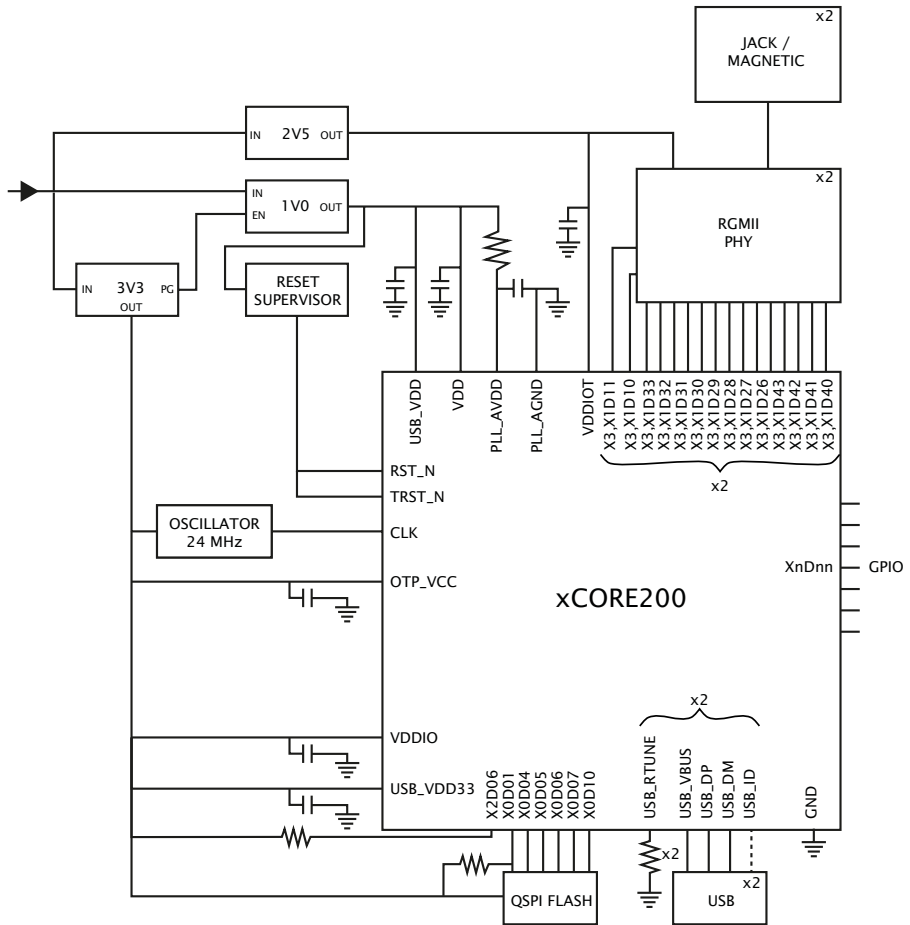 x2
JACK /
MAGNETIC
IN 2V5 OUT
x2
RGMII
PHY
IN
1V0 OUT
EN
IN 3V3 PG
OUT
RESET
SUPERVISOR
USB_VDD
VDD
PLL_AVDD
PLL_AGND
VDDIOT
X3,X1D11
X3,X1D10
X3,X1D33
X3,X1D32
X3,X1D31
X3,X1D30
X3,X1D29
X3,X1D28
X3,X1D27
X3,X1D26
X3,X1D43
X3,X1D42
X3,X1D41
X3,X1D40
x2
RST_N
TRST_N
OSCILLATOR
24 MHz
CLK
XnDnn GPIO
OTP_VCC
xCORE200
VDDIO
USB_VDD33
X2D06
X0D01
X0D04
X0D05
X0D06
X0D07
X0D10
x2
USB_RTUNE
USB_VBUS
USB_DP
USB_DM
USB_ID
GND
x2
QSPI FLASH
x2
USB